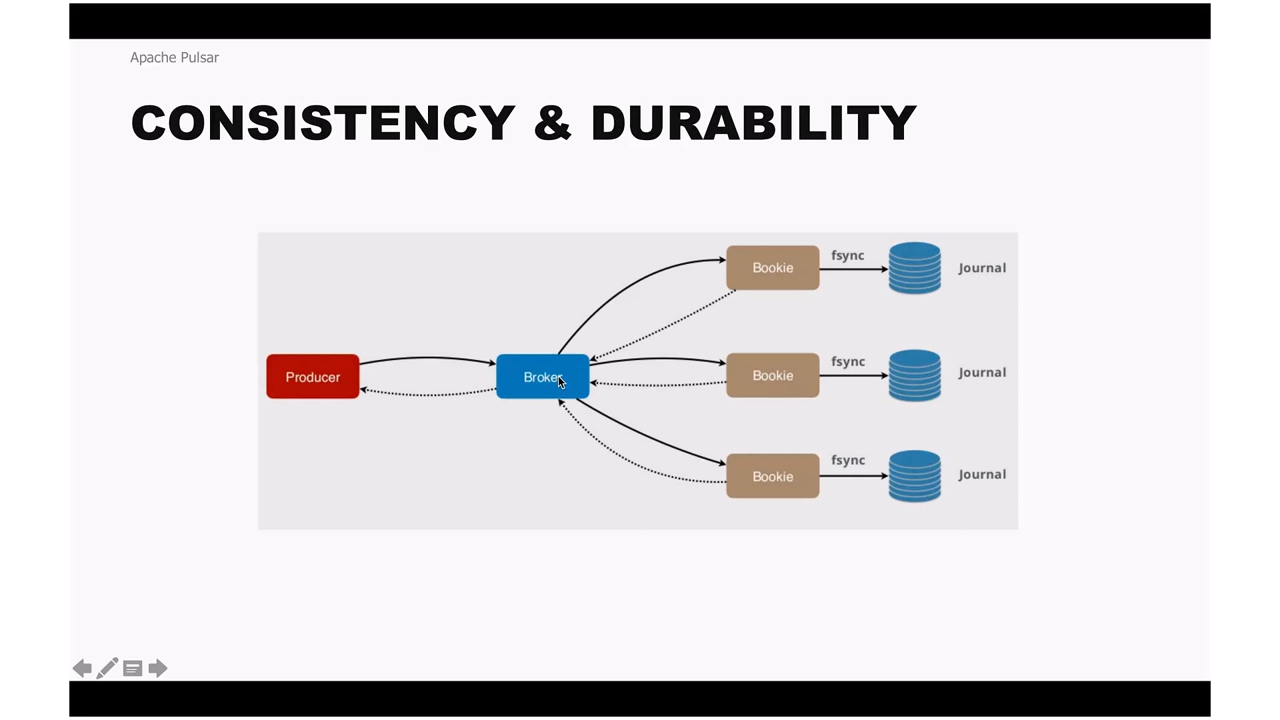 Apache Pulsar
CONSISTENCY & DURABILITY
Bookie
fsync
Journal
Producer
Broker
Bookie
fsync
Journal
Bookie
fsync
Journal